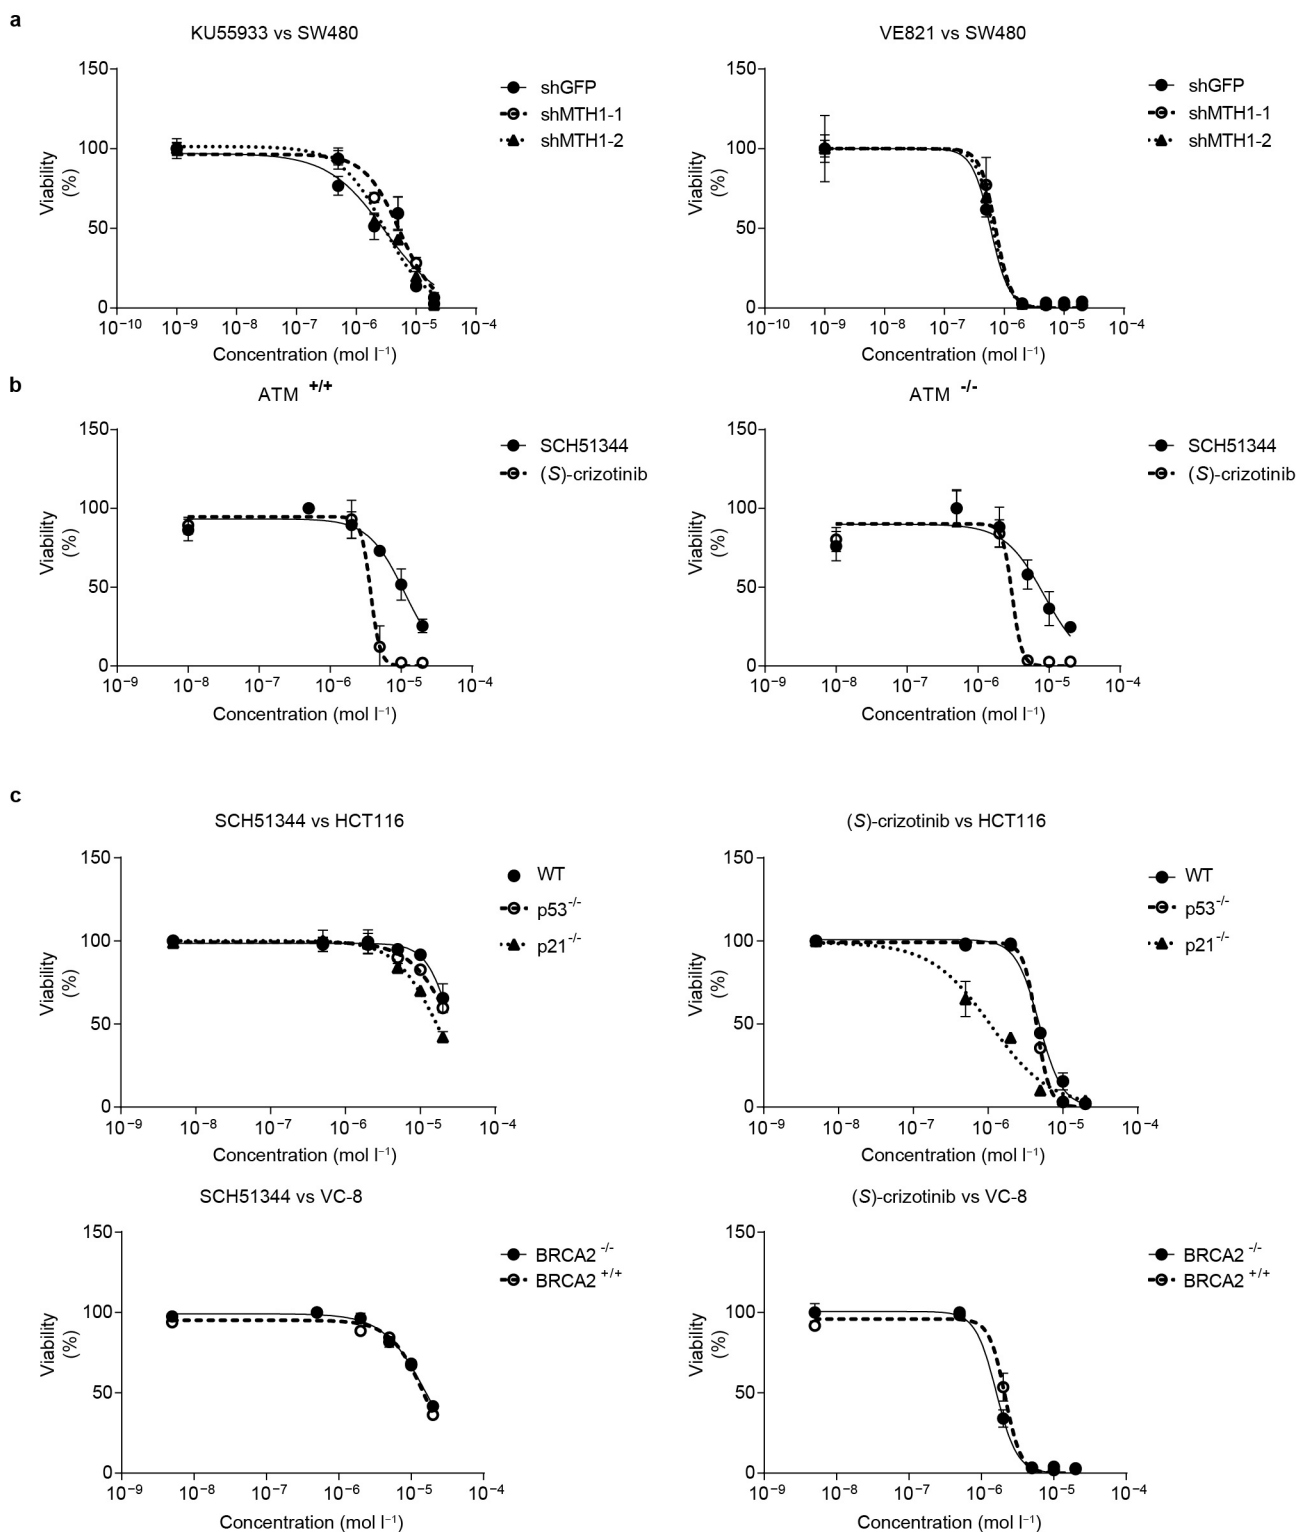 a
KU55933 vs SW480
150
100
50
0
Viability
(%)
10⁻¹⁰ 10⁻⁹ 10⁻⁸ 10⁻⁷ 10⁻⁶ 10⁻⁵ 10⁻⁴
Concentration (mol l⁻¹)
shGFP
shMTH1-1
shMTH1-2
VE821 vs SW480
150
100
50
0
Viability
(%)
10⁻¹⁰ 10⁻⁹ 10⁻⁸ 10⁻⁷ 10⁻⁶ 10⁻⁵ 10⁻⁴
Concentration (mol l⁻¹)
shGFP
shMTH1-1
shMTH1-2
b
ATM +/+
150
100
50
0
Viability
(%)
10⁻⁹ 10⁻⁸ 10⁻⁷ 10⁻⁶ 10⁻⁵ 10⁻⁴
Concentration (mol l⁻¹)
SCH51344
(S)-crizotinib
ATM -/-
150
100
50
0
Viability
(%)
10⁻⁹ 10⁻⁸ 10⁻⁷ 10⁻⁶ 10⁻⁵ 10⁻⁴
Concentration (mol l⁻¹)
SCH51344
(S)-crizotinib
c
SCH51344 vs HCT116
150
100
50
0
Viability
(%)
10⁻⁹ 10⁻⁸ 10⁻⁷ 10⁻⁶ 10⁻⁵ 10⁻⁴
Concentration (mol l⁻¹)
WT
p53-/-
p21-/-
(S)-crizotinib vs HCT116
150
100
50
0
Viability
(%)
10⁻⁹ 10⁻⁸ 10⁻⁷ 10⁻⁶ 10⁻⁵ 10⁻⁴
Concentration (mol l⁻¹)
WT
p53-/-
p21-/-
SCH51344 vs VC-8
150
100
50
0
Viability
(%)
10⁻⁹ 10⁻⁸ 10⁻⁷ 10⁻⁶ 10⁻⁵ 10⁻⁴
Concentration (mol l⁻¹)
BRCA2 -/-
BRCA2 +/+
(S)-crizotinib vs VC-8
150
100
50
0
Viability
(%)
10⁻⁹ 10⁻⁸ 10⁻⁷ 10⁻⁶ 10⁻⁵ 10⁻⁴
Concentration (mol l⁻¹)
BRCA2 -/-
BRCA2 +/+